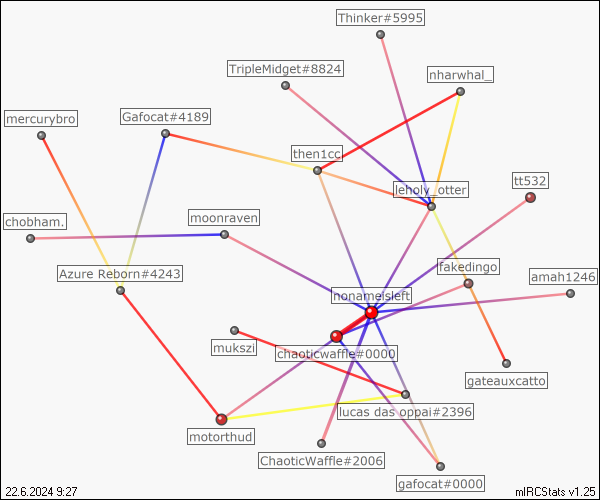 Thinker#5995
TripleMidget#8824
nharwhal_
mercurybro
Gafocat#4189
then1cc
leholy_otter
tt532
chobham.
moonraven
Azure Reborn#4243
fakedingo
amah1246
nonameisleft
mukszi
chaoticwaffle#0000
gateauxcatto
lucas das oppai#2396
motorthud
ChaoticWaffle#2006
gafocat#0000
22.6.2024 9:27
mIRCStats v1.25